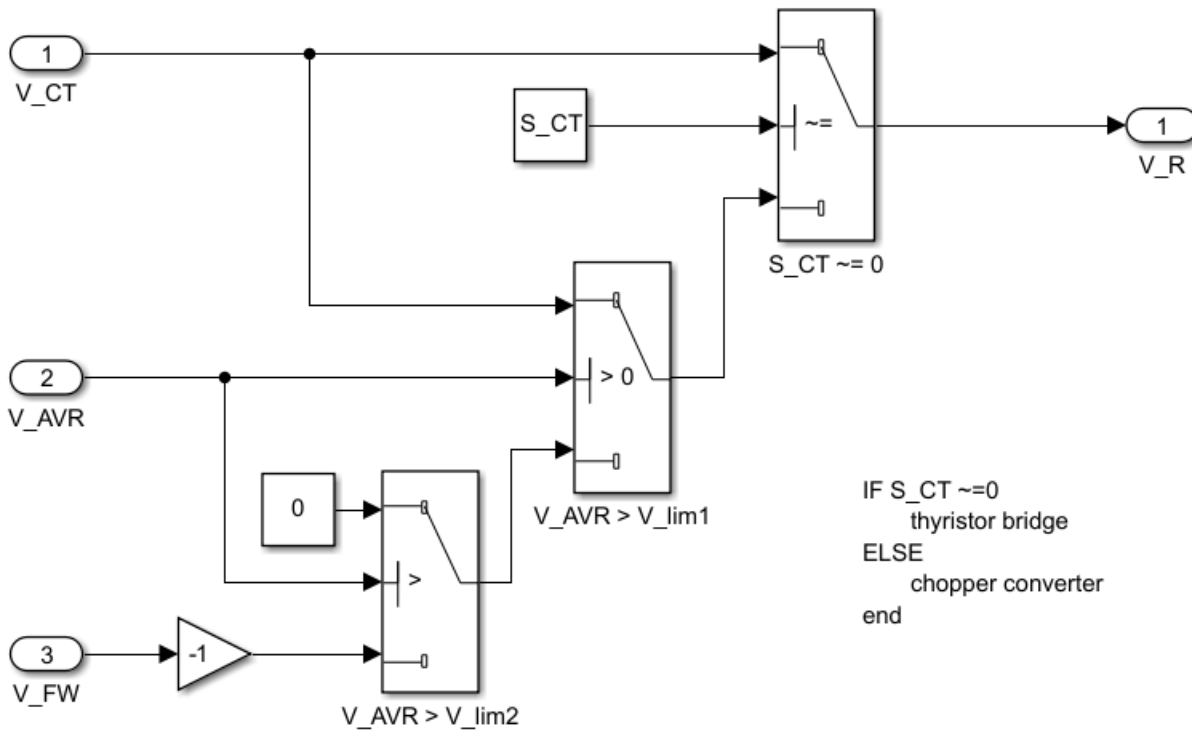 1
V_CT
S_CT
~=
1
V_R
S_CT ~= 0
2
V_AVR
> 0
V_AVR > V_lim1
0
>
3
V_FW
-1
V_AVR > V_lim2
IF S_CT ~=0
thyristor bridge
ELSE
chopper converter
end